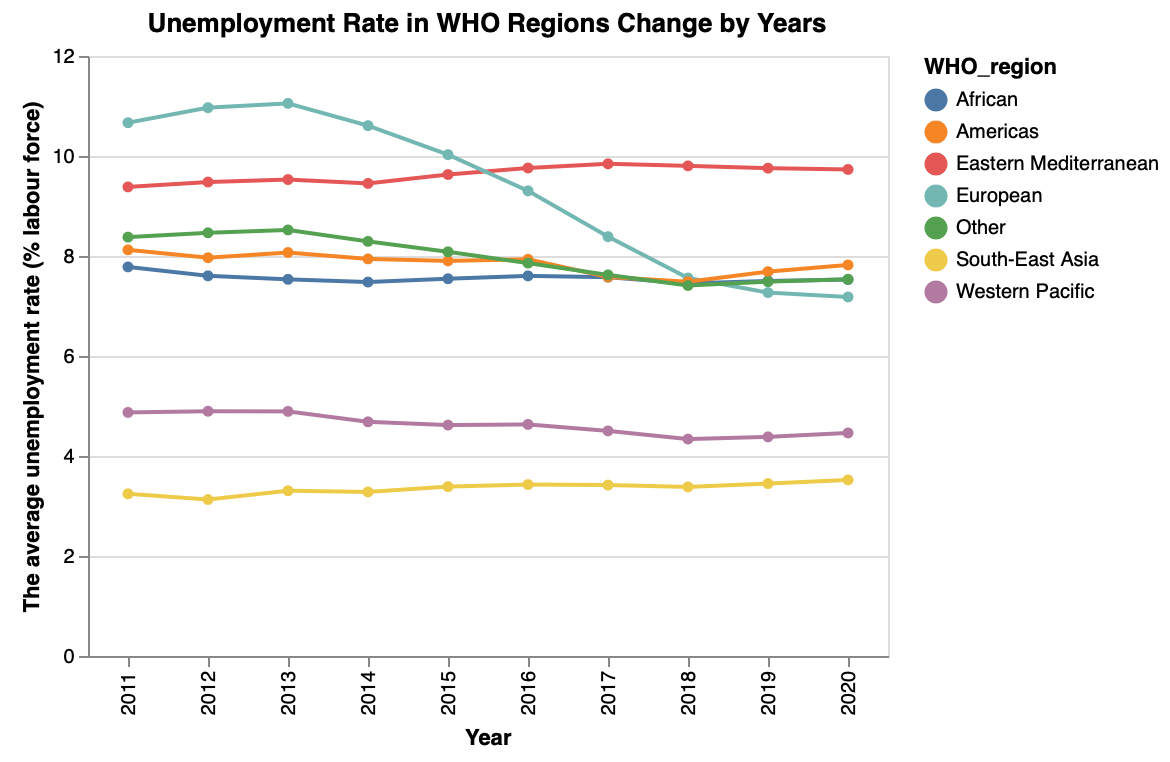 Unemployment Rate in WHO Regions Change by Years
The average unemployment rate (% labour force)
12
10
8
6
4
2
0
2011
2012
2013
2014
2015
2016
2017
2018
2019
2020
Year
WHO_region
African
Americas
Eastern Mediterranean
European
Other
South-East Asia
Western Pacific